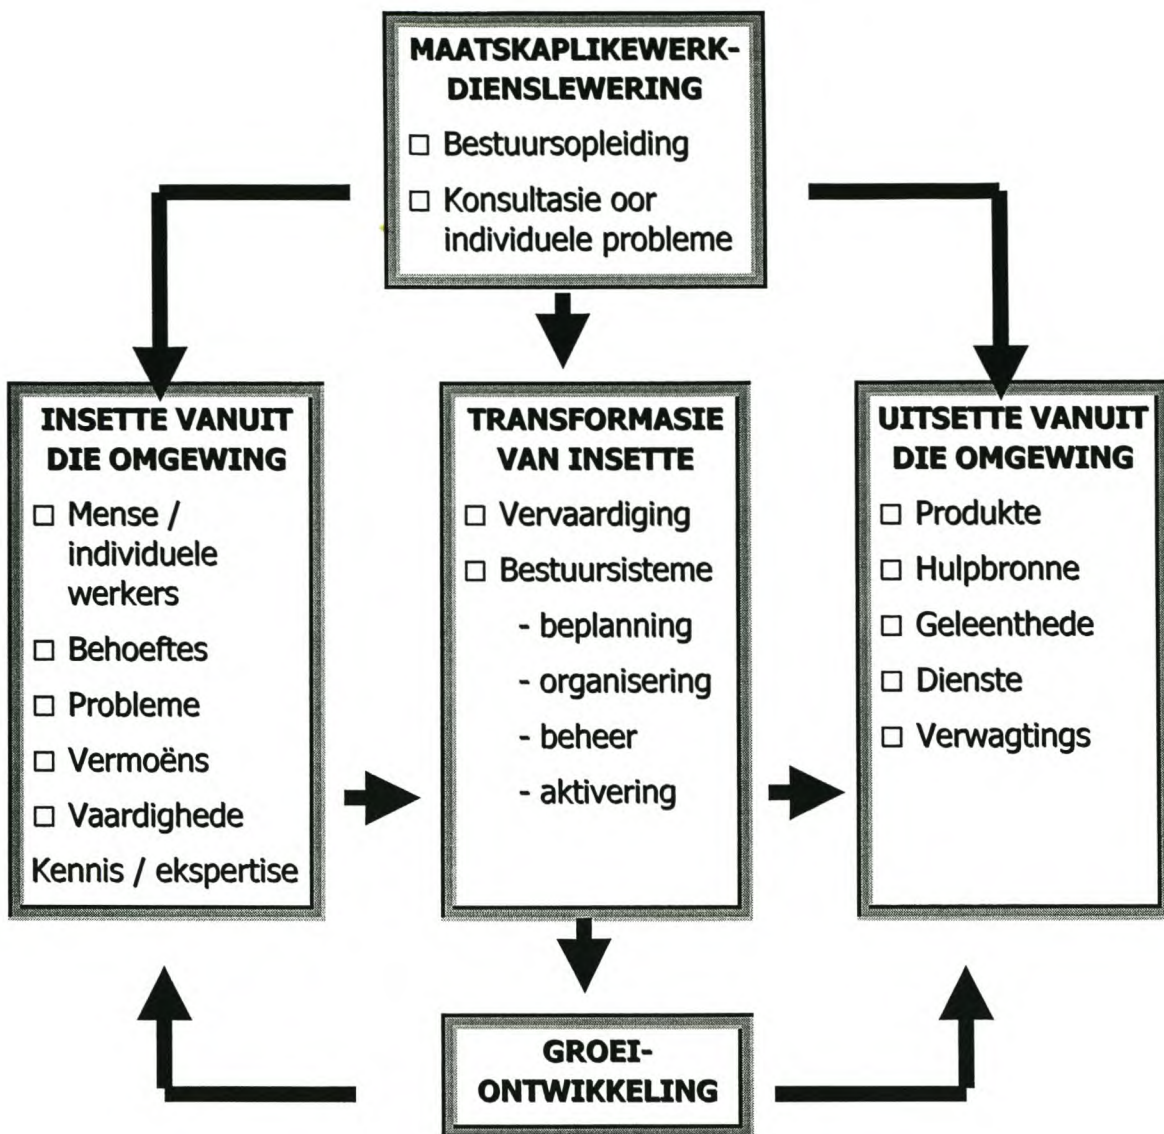 MAATSKAPLIKEWERK-
DIENSLEWERING
□ Bestuursopleiding
□ Konsultasie oor
individuele probleme
INSETTE VANUIT
DIE OMGEWING
□ Mense /
individuele
werkers
□ Behoeftes
□ Probleme
□ Vermoëns
□ Vaardighede
Kennis / ekspertise
TRANSFORMASIE
VAN INSETTE
□ Vervaardiging
□ Bestuursisteme
- beplanning
- organisering
- beheer
- aktivering
UITSETTE VANUIT
DIE OMGEWING
□ Produkte
□ Hulpbronne
□ Geleenthede
□ Dienste
□ Verwagtings
GROEI-
ONTWIKKELING